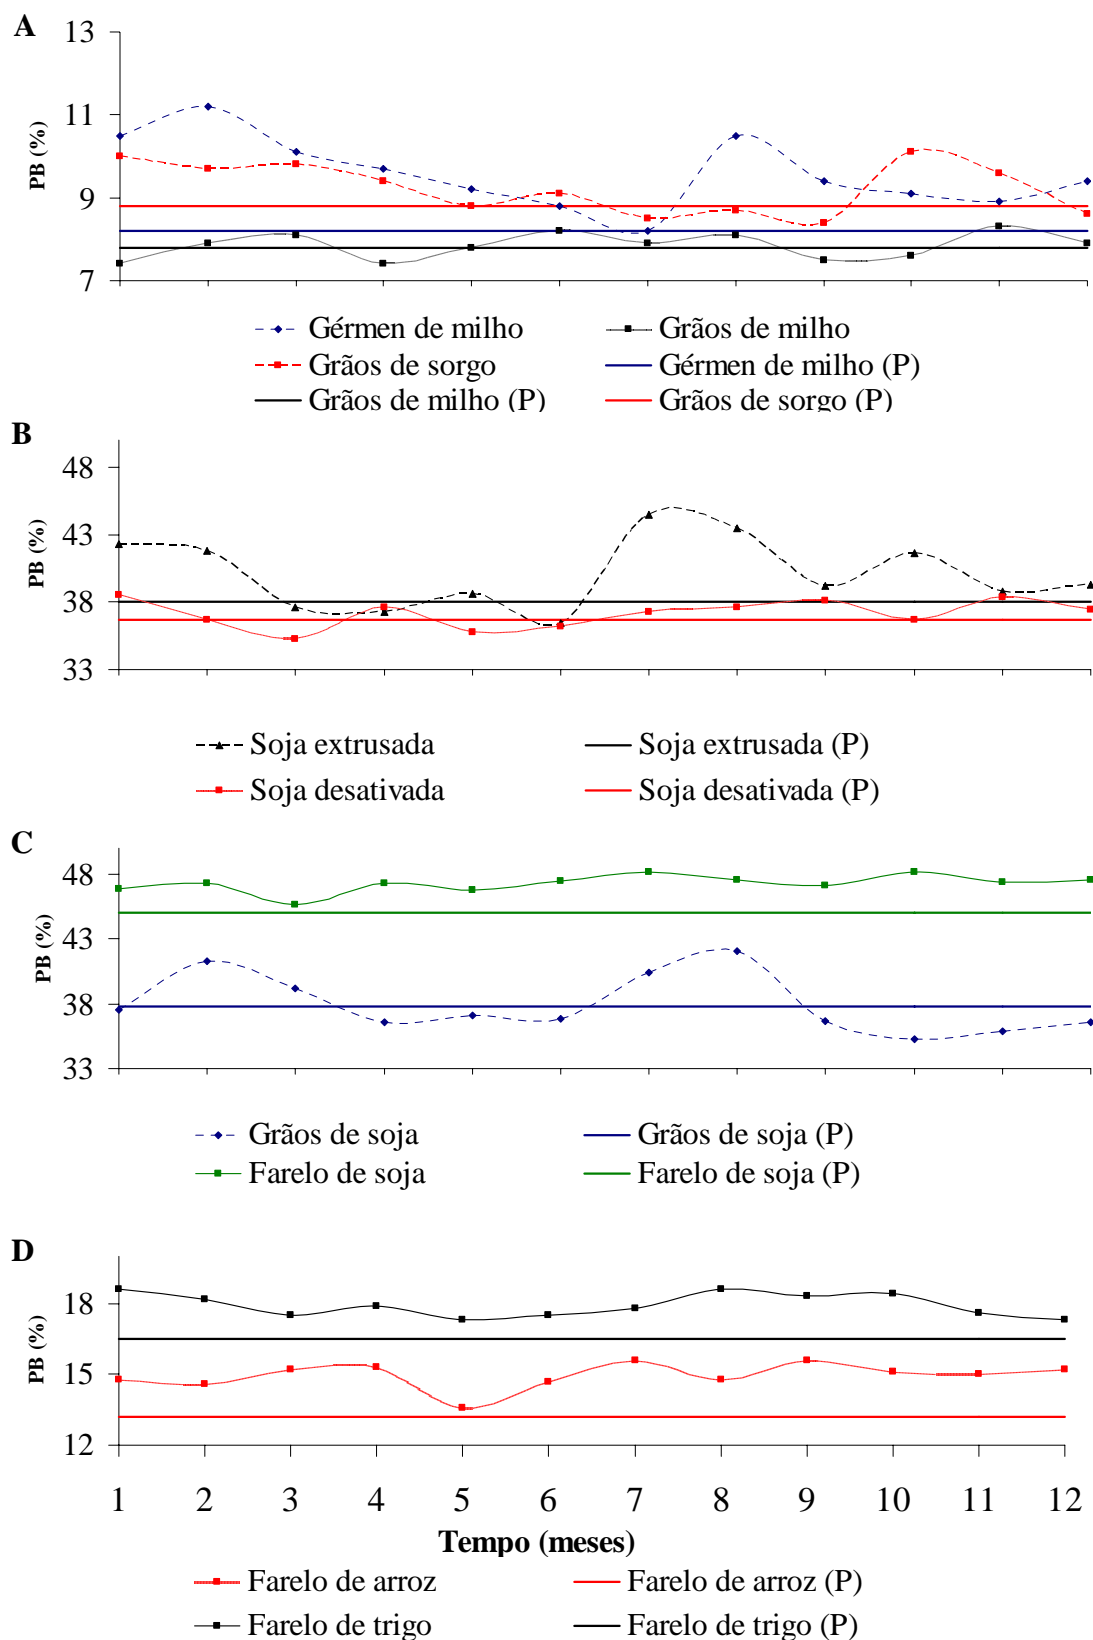 A
13
11
9
7
PB (%)
Gérmen de milho
Grãos de milho
Grãos de sorgo
Gérmen de milho (P)
Grãos de milho (P)
Grãos de sorgo (P)
B
48
43
38
33
PB (%)
Soja extrusada
Soja extrusada (P)
Soja desativada
Soja desativada (P)
C
48
43
38
33
PB (%)
Grãos de soja
Grãos de soja (P)
Farelo de soja
Farelo de soja (P)
D
18
15
12
PB (%)
1 2 3 4 5 6 7 8 9 10 11 12
Tempo (meses)
Farelo de arroz
Farelo de arroz (P)
Farelo de trigo
Farelo de trigo (P)